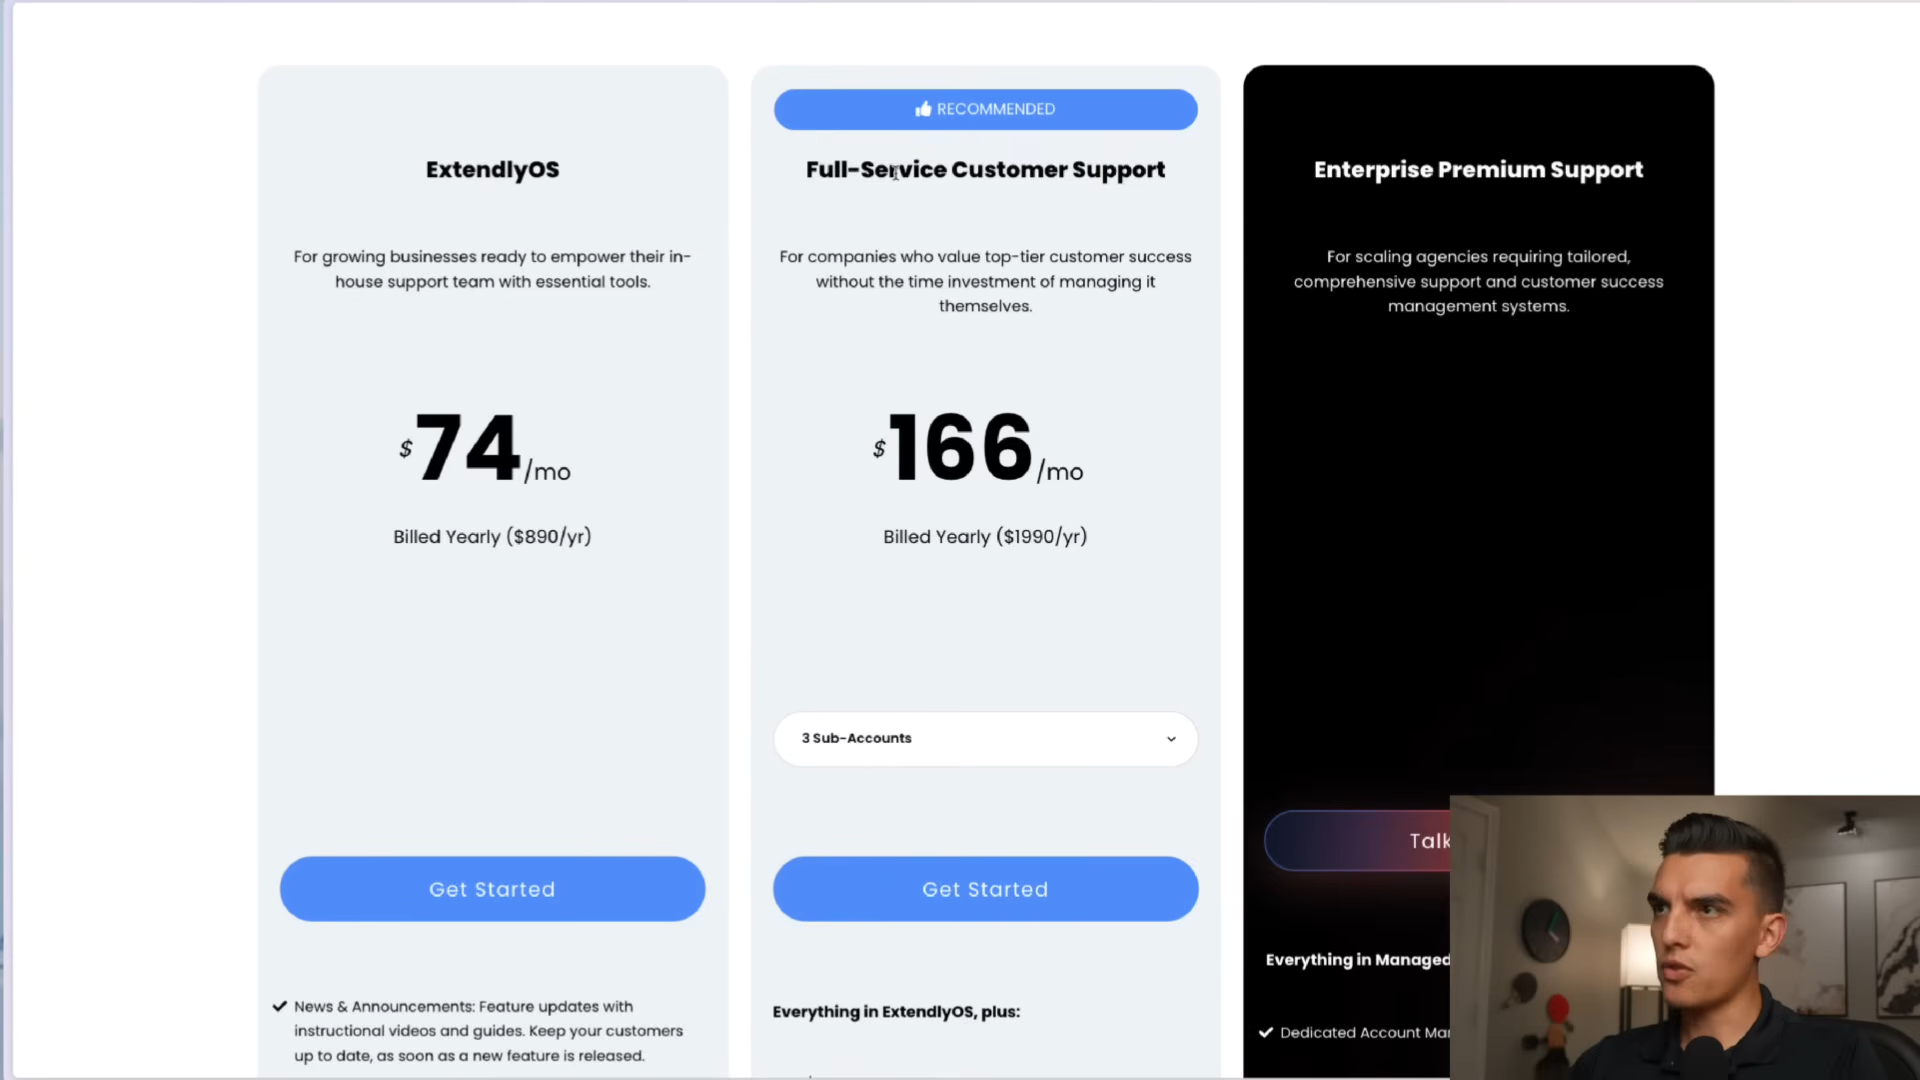 ExtendlyOS
For growing businesses ready to empower their in-
house support team with essential tools.
$74/mo
Billed Yearly ($890/yr)
Get Started
News & Announcements: Feature updates with
instructional videos and guides. Keep your customers
up to date, as soon as a new feature is released.
RECOMMENDED
Full-Service Customer Support
For companies who value top-tier customer success
without the time investment of managing it
themselves.
$166/mo
Billed Yearly ($1990/yr)
3 Sub-Accounts
Get Started
Everything in ExtendlyOS, plus:
Enterprise Premium Support
For scaling agencies requiring tailored,
comprehensive support and customer success
management systems.
Talk
Everything in Managed
Dedicated Account Mar